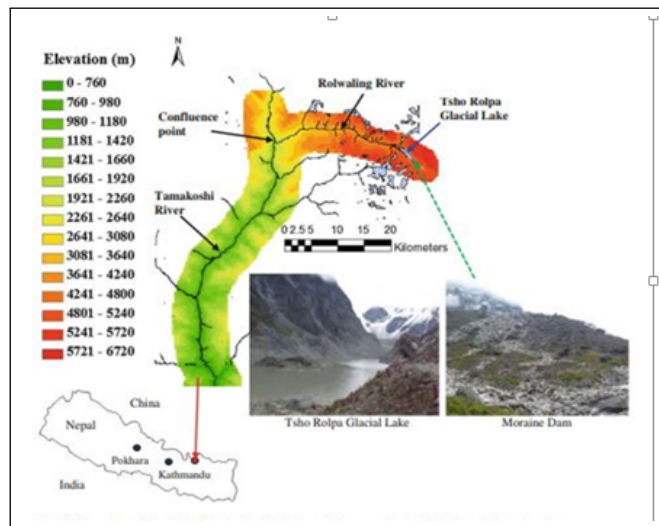 Elevation (m)
0 - 760
760 - 980
980 - 1180
1181 - 1420
1421 - 1660
1661 - 1920
1921 - 2260
2261 - 2640
2641 - 3080
3081 - 3640
3641 - 4240
4241 - 4800
4801 - 5240
5241 - 5720
5721 - 6720
N
Rolwaling River
Tsho Rolpa
Glacial Lake
Confluence
point
Tamakoshi
River
0 2.5 5 10 15 20
Kilometers
Tsho Rolpa Glacial Lake
Moraine Dam
China
Nepal
Pokhara
Kathmandu
India